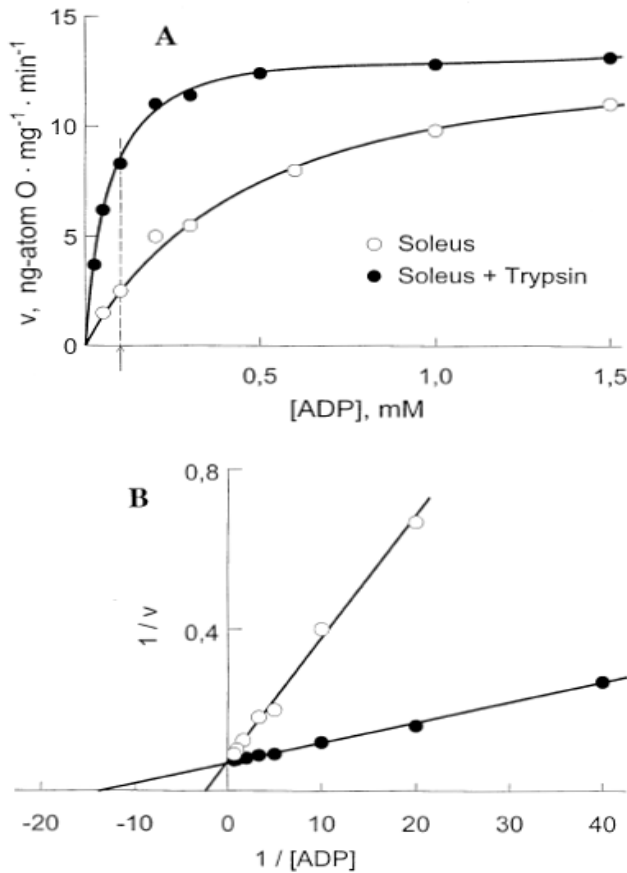 A
15
10
5
0
v, ng-atom O · mg⁻¹ · min⁻¹
Soleus
Soleus + Trypsin
0,5
1,0
1,5
[ADP], mM
B
0,8
0,4
1 / v
-20
-10
0
10
20
30
40
1 / [ADP]